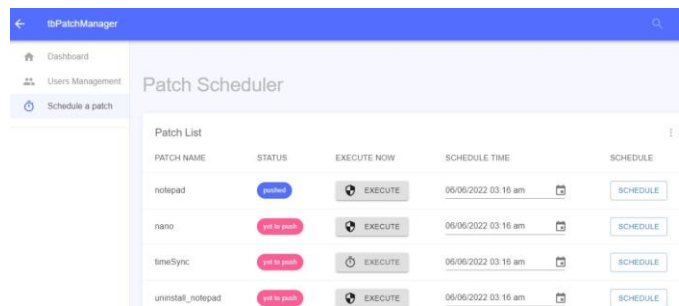 tbPatchManager
Dashboard
Users Management
Schedule a patch
Patch Scheduler
Patch List
PATCH NAME STATUS EXECUTE NOW SCHEDULE TIME SCHEDULE
notepad pushed EXECUTE 06/06/2022 03:16 am SCHEDULE
nano yet to push EXECUTE 06/06/2022 03:16 am SCHEDULE
timeSync yet to push EXECUTE 06/06/2022 03:16 am SCHEDULE
uninstall_notepad yet to push EXECUTE 06/06/2022 03:16 am SCHEDULE